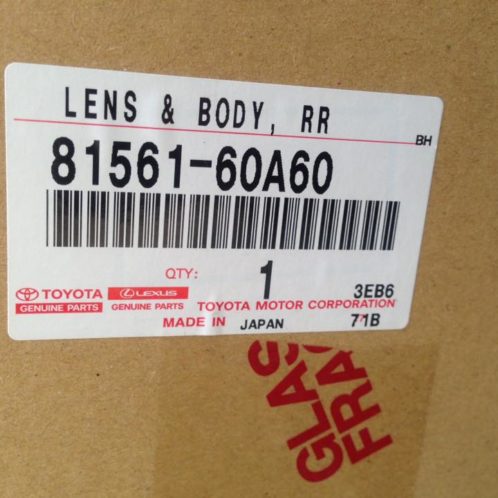 LENS & BODY, RR
BH
81561-60A60
QTY: 1
3EB6
TOYOTA LEXUS TOYOTA MOTOR CORPORATION
GENUINE PARTS GENUINE PARTS
MADE IN JAPAN 71B
GLAS
FRA